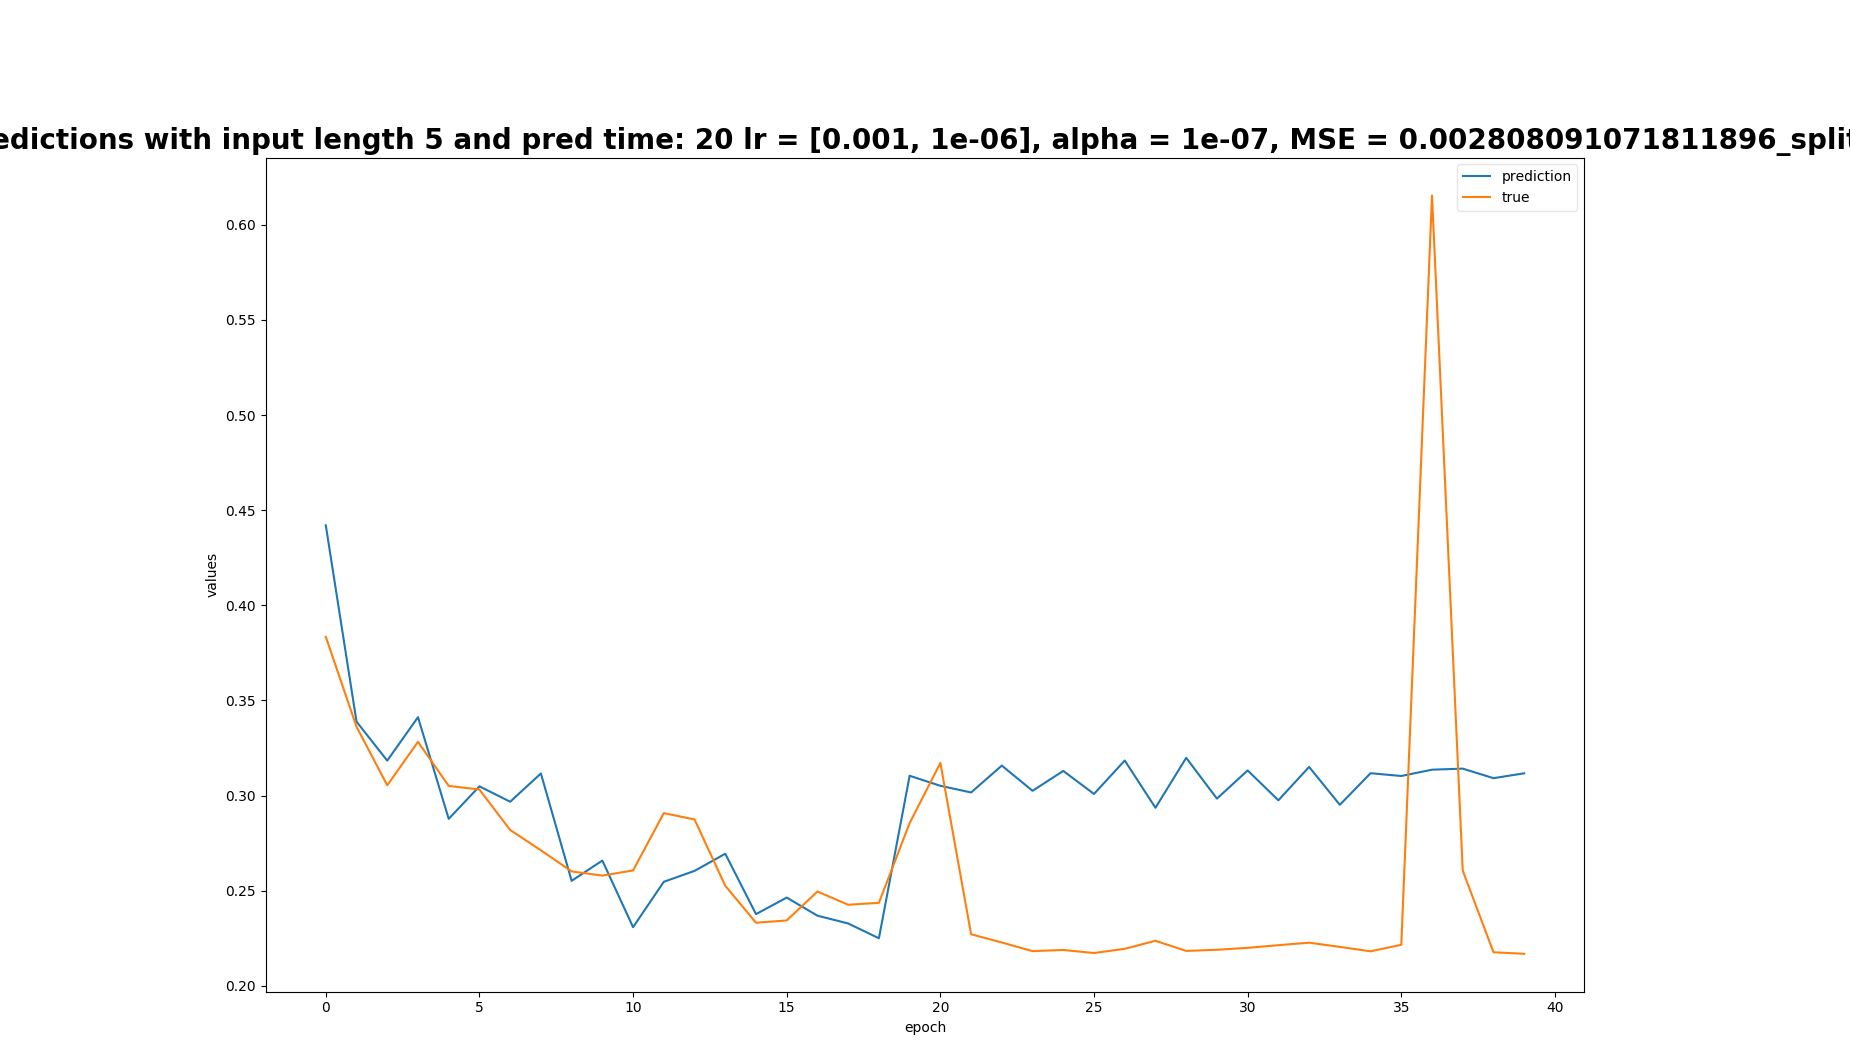 edictions with input length 5 and pred time: 20 lr = [0.001, 1e-06], alpha = 1e-07, MSE = 0.002808091071811896_split
prediction
true
0.60
0.55
0.50
0.45
0.40
0.35
0.30
0.25
0.20
values
0 5 10 15 20 25 30 35 40
epoch